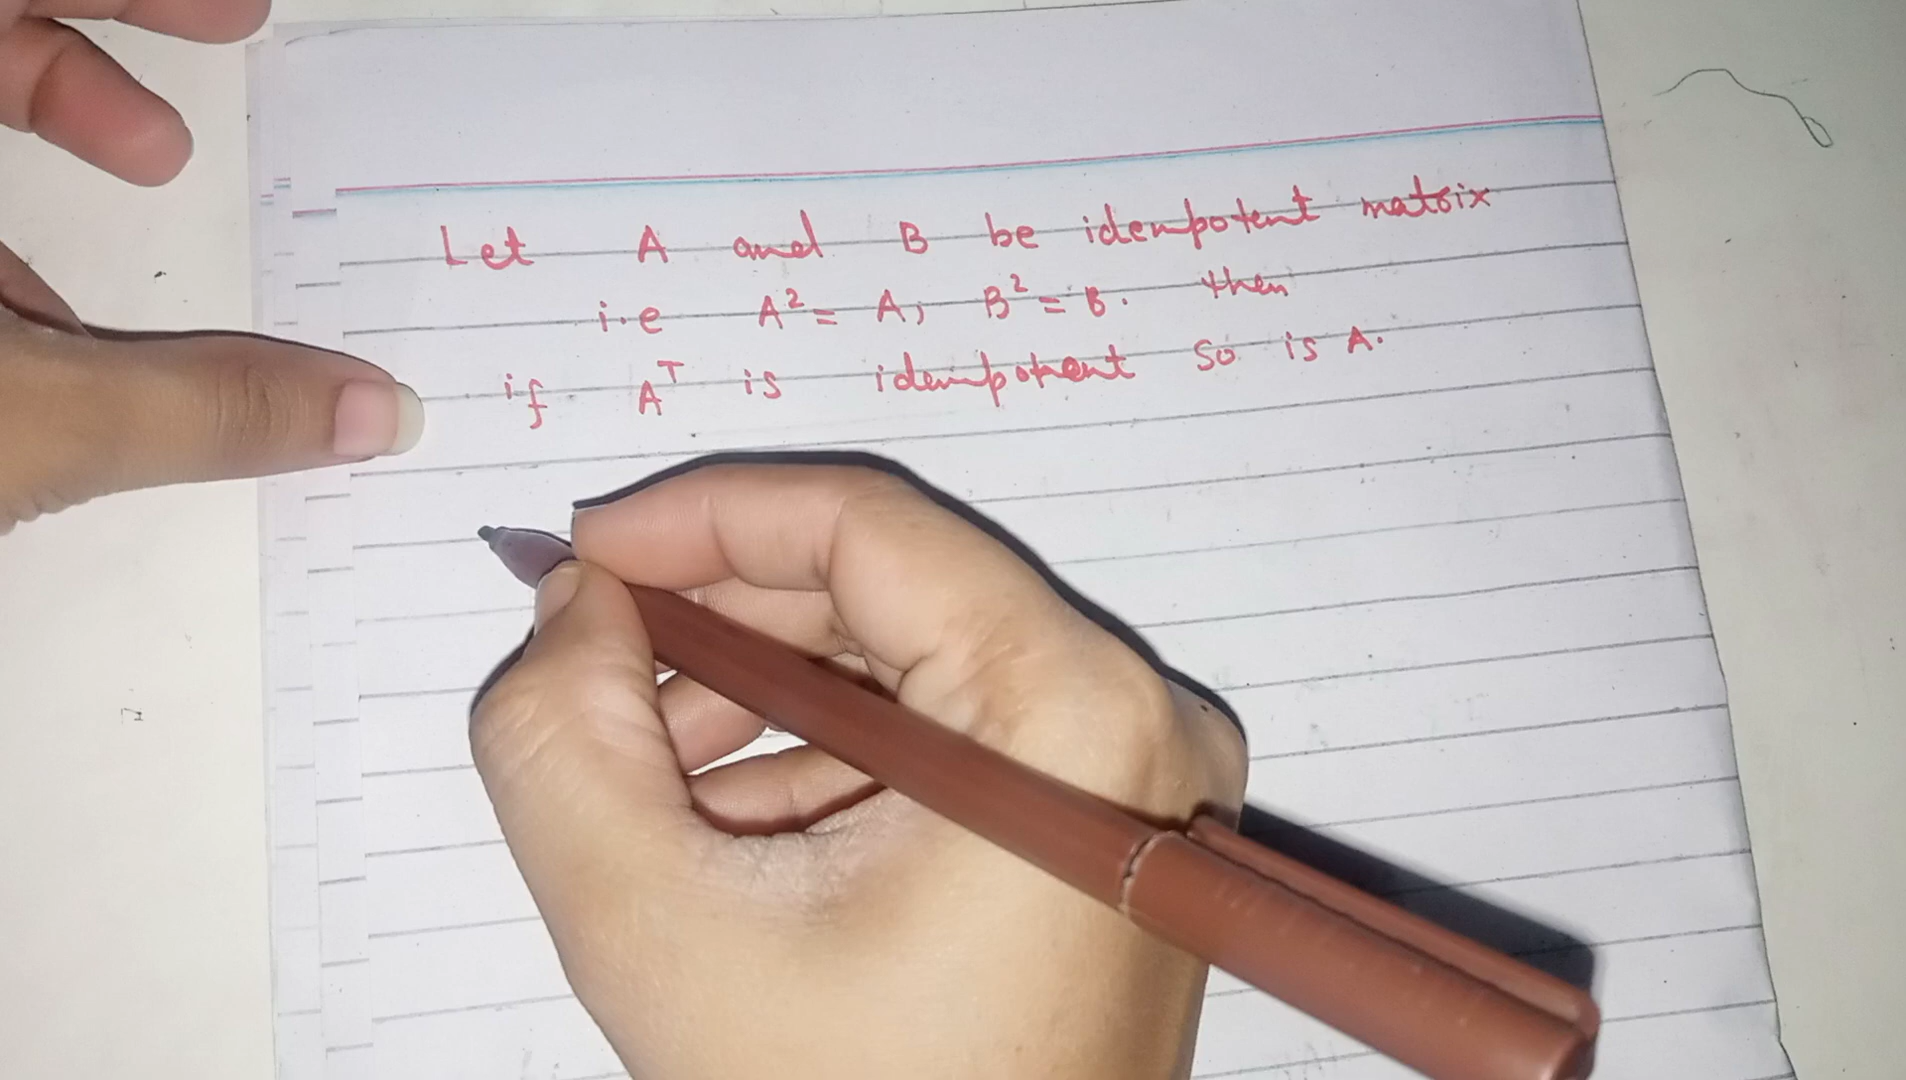 Let A and B be idempotent matrix
i.e A² = A, B² = B. then
if Aᵀ is idempotent so is A.